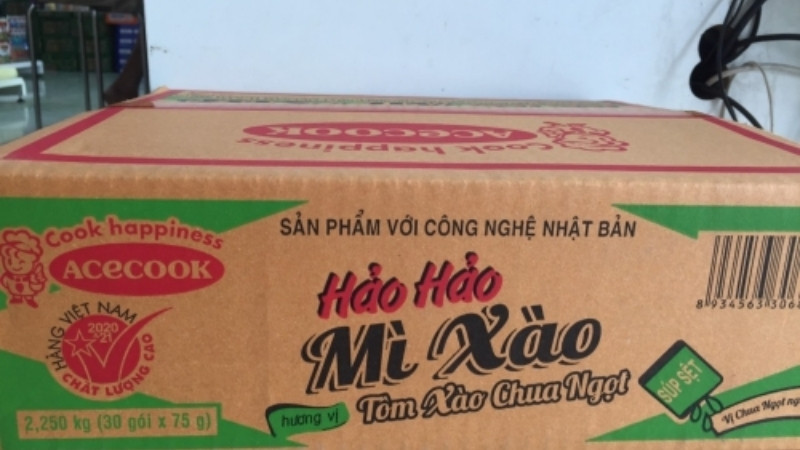 Cook happiness
ACECOOK
SẢN PHẨM VỚI CÔNG NGHỆ NHẬT BẢN
Cook happiness
ACECOOK
HÀNG VIỆT NAM
2020
21
CHẤT LƯỢNG CAO
2,250 kg (30 gói x 75 g)
Hảo Hảo
Mì Xào
hương vị
Tôm Xào Chua Ngọt
SÚP SỆT
Vị Chua Ngọt
8 934563